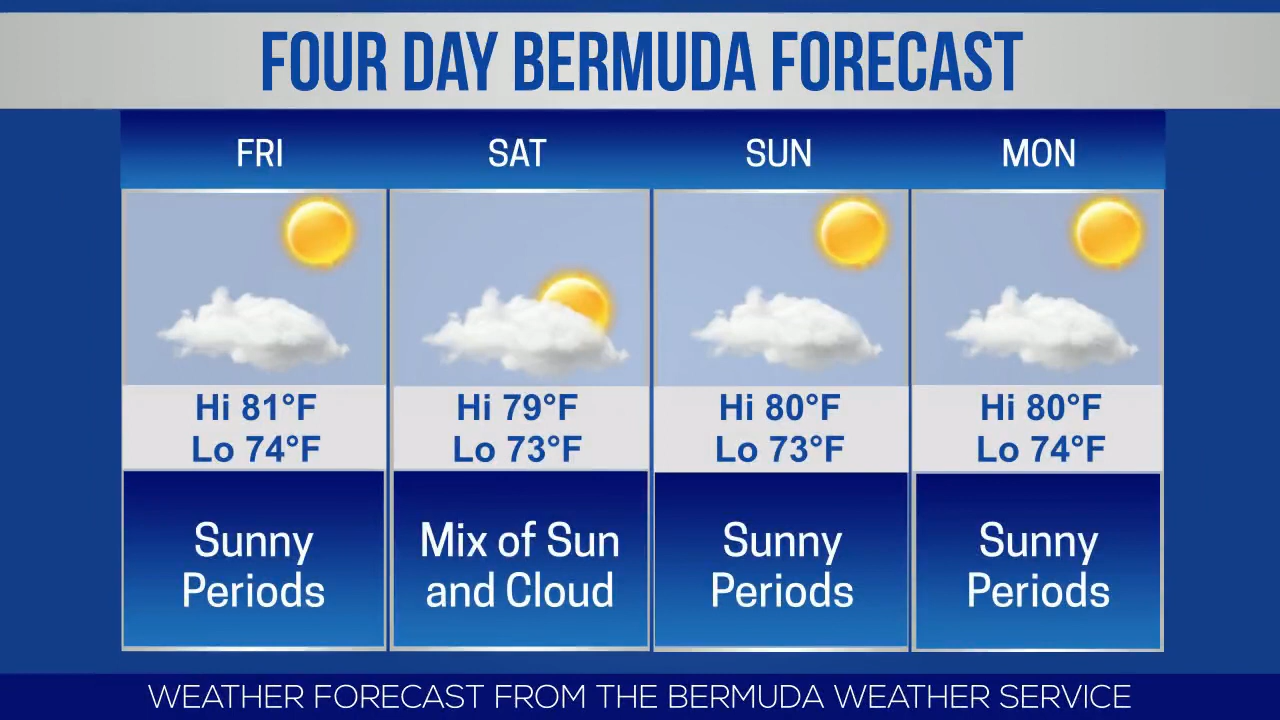 FOUR DAY BERMUDA FORECAST
FRI
SAT
SUN
MON
Hi 81°F
Lo 74°F
Hi 79°F
Lo 73°F
Hi 80°F
Lo 73°F
Hi 80°F
Lo 74°F
Sunny
Periods
Mix of Sun
and Cloud
Sunny
Periods
Sunny
Periods
WEATHER FORECAST FROM THE BERMUDA WEATHER SERVICE